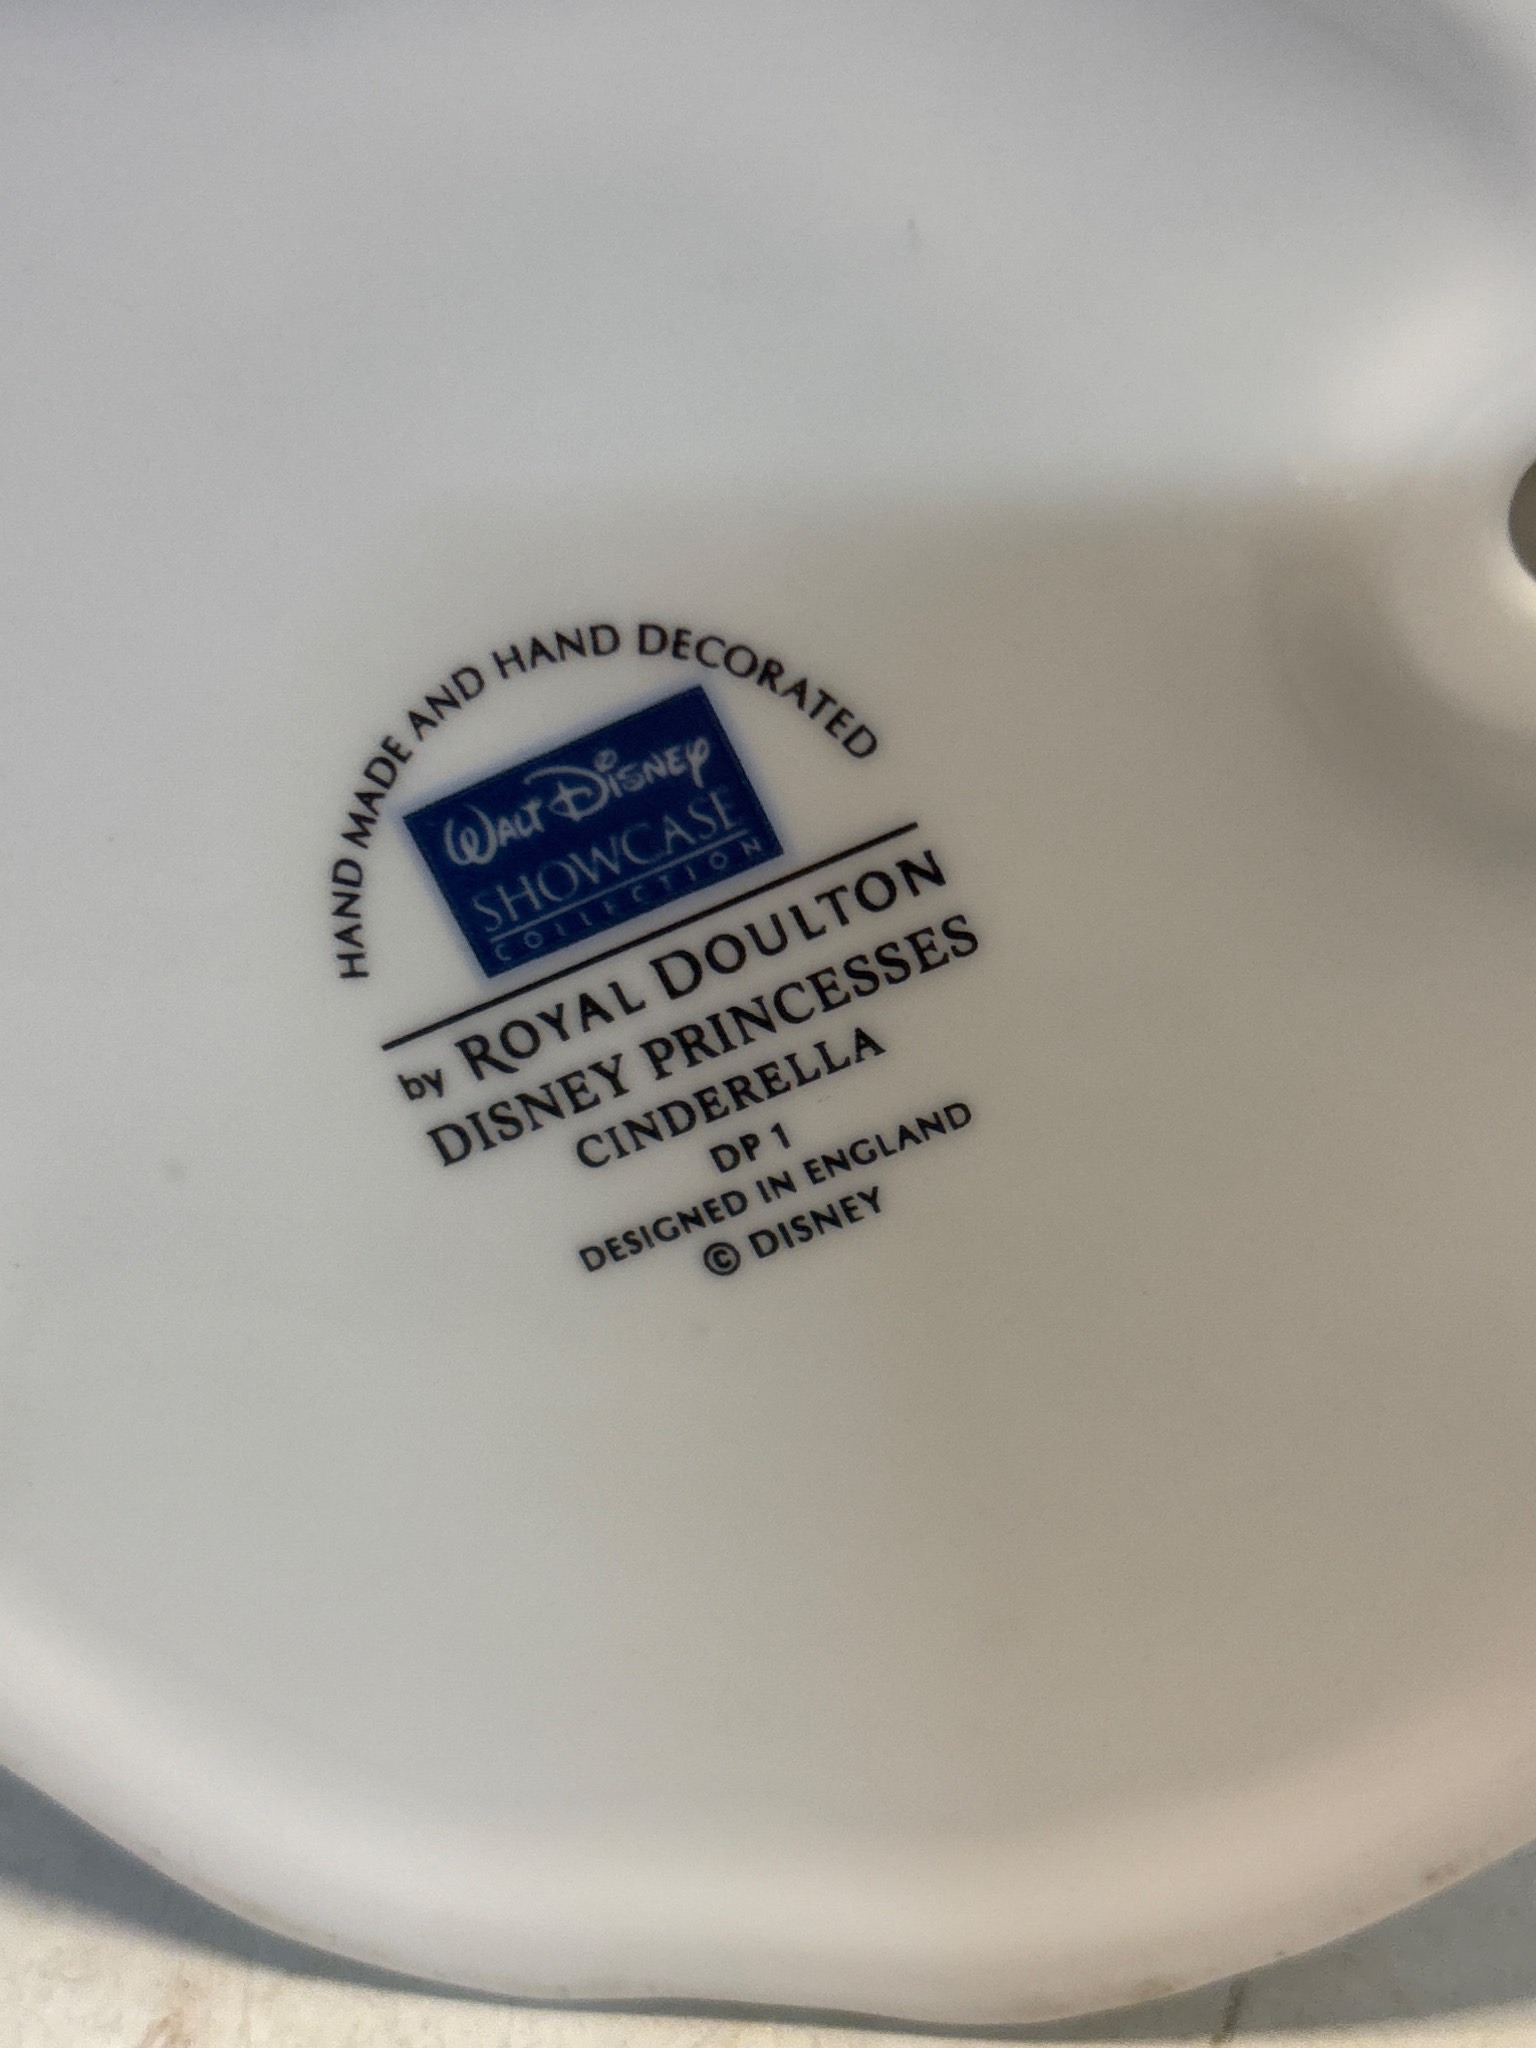 HAND MADE AND HAND DECORATED
WALT DISNEY
SHOWCASE
COLLECTION
by ROYAL DOULTON
DISNEY PRINCESSES
CINDERELLA
DP 1
DESIGNED IN ENGLAND
© DISNEY